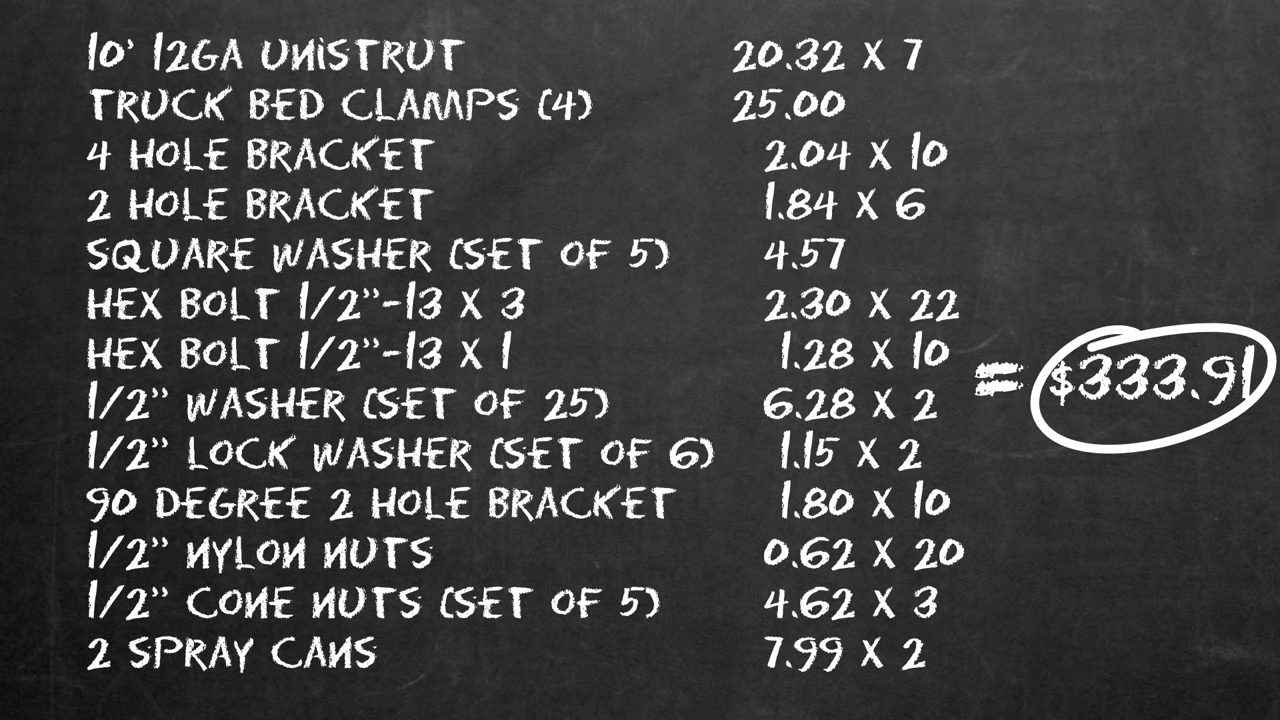 10' 12GA UNISTRUT 20.32 X 7
TRUCK BED CLAMPS (4) 25.00
4 HOLE BRACKET 2.04 X 10
2 HOLE BRACKET 1.84 X 6
SQUARE WASHER (SET OF 5) 4.57
HEX BOLT 1/2"-13 X 3 2.30 X 22
HEX BOLT 1/2"-13 X 1 1.28 X 10
= $333.91
1/2" WASHER (SET OF 25) 6.28 X 2
1/2" LOCK WASHER (SET OF 6) 1.15 X 2
90 DEGREE 2 HOLE BRACKET 1.80 X 10
1/2" NYLON NUTS 0.62 X 20
1/2" CONE NUTS (SET OF 5) 4.62 X 3
2 SPRAY CANS 7.99 X 2